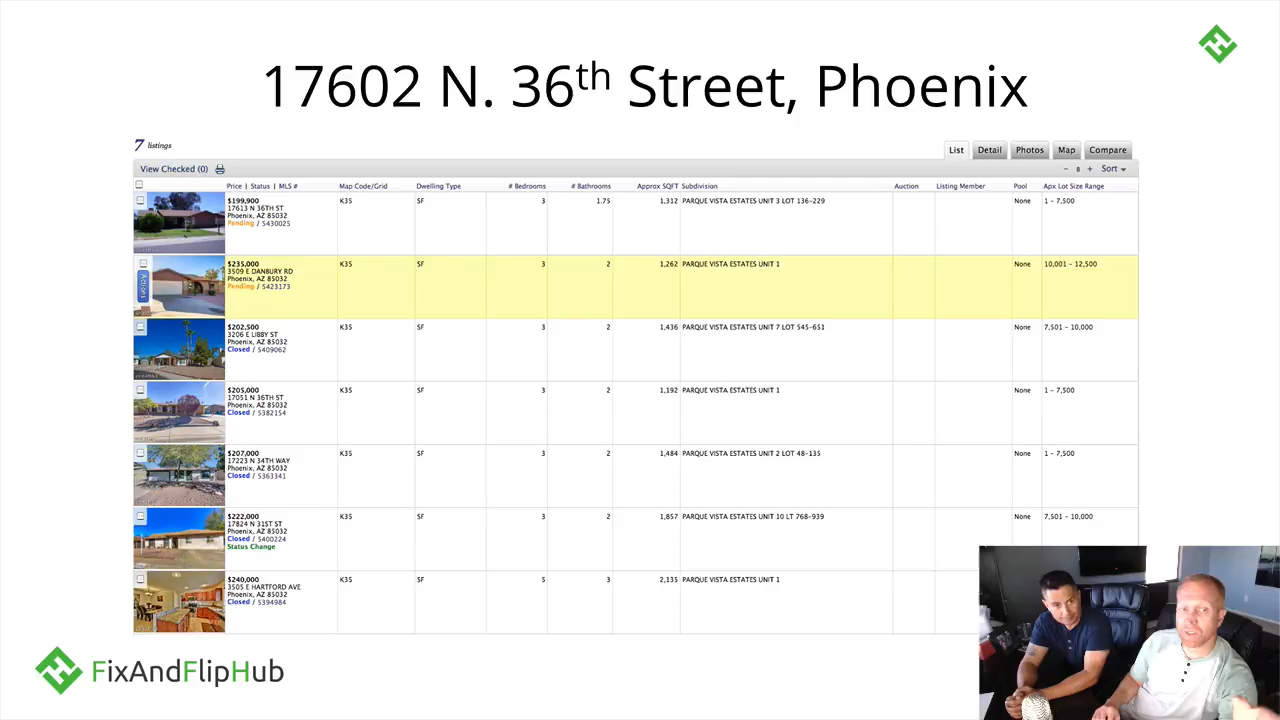 17602 N. 36th Street, Phoenix
7 listings
List Detail Photos Map Compare
View Checked (0)
- 8 + Sort
Price | Status | MLS # Map Code/Grid Dwelling Type # Bedrooms # Bathrooms Approx SQFT Subdivision Auction Listing Member Pool Apx Lot Size Range
$199,900 K35 SF 3 1.75 1,312 PARQUE VISTA ESTATES UNIT 3 LOT 136-229 None 1 - 7,500
17613 N 36TH ST
Phoenix, AZ 85032
Pending / 5430025
$235,000 K35 SF 3 2 1,262 PARQUE VISTA ESTATES UNIT 1 None 10,001 - 12,500
3509 E DANBURY RD
Phoenix, AZ 85032
Pending / 5423173
Actions
$202,500 K35 SF 3 2 1,436 PARQUE VISTA ESTATES UNIT 7 LOT 545-651 None 7,501 - 10,000
3206 E LIBBY ST
Phoenix, AZ 85032
Closed / 5409062
$205,000 K35 SF 3 2 1,192 PARQUE VISTA ESTATES UNIT 1 None 1 - 7,500
17051 N 36TH ST
Phoenix, AZ 85032
Closed / 5382154
$207,000 K35 SF 3 2 1,484 PARQUE VISTA ESTATES UNIT 2 LOT 48-135 None 1 - 7,500
17223 N 34TH WAY
Phoenix, AZ 85032
Closed / 5363341
$222,000 K35 SF 3 2 1,857 PARQUE VISTA ESTATES UNIT 10 LT 768-939 None 7,501 - 10,000
17824 N 31ST ST
Phoenix, AZ 85032
Closed / 5400224
Status Change
$240,000 K35 SF 5 3 2,135 PARQUE VISTA ESTATES UNIT 1
3505 E HARTFORD AVE
Phoenix, AZ 85032
Closed / 5394984
FixAndFlipHub